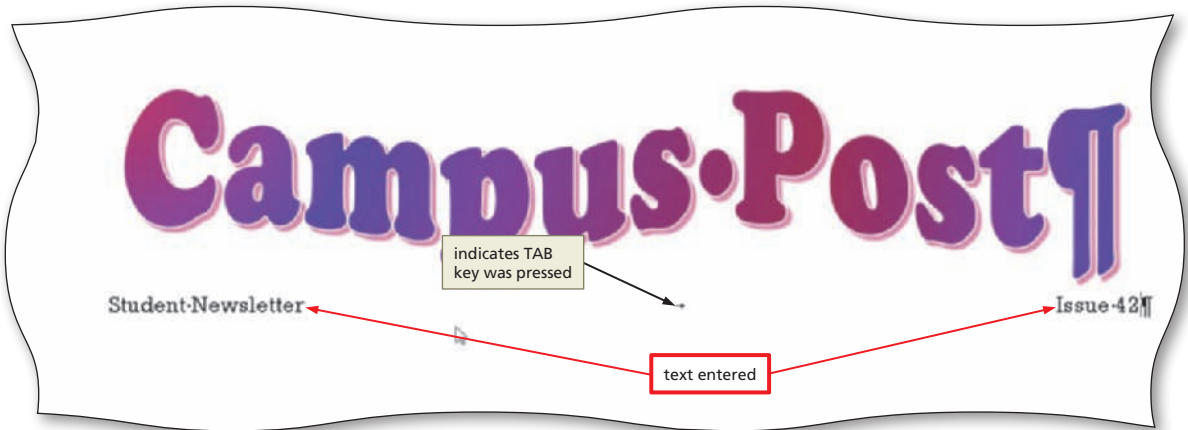 Campus·Post¶
indicates TAB
key was pressed
Student·Newsletter → Issue·42¶
text entered